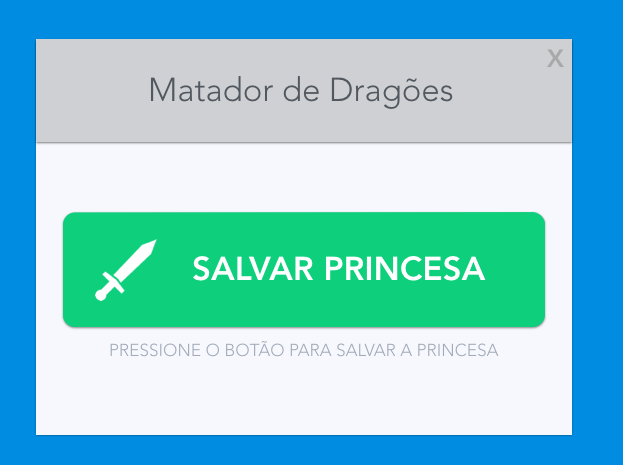 X
Matador de Dragões
SALVAR PRINCESA
PRESSIONE O BOTÃO PARA SALVAR A PRINCESA